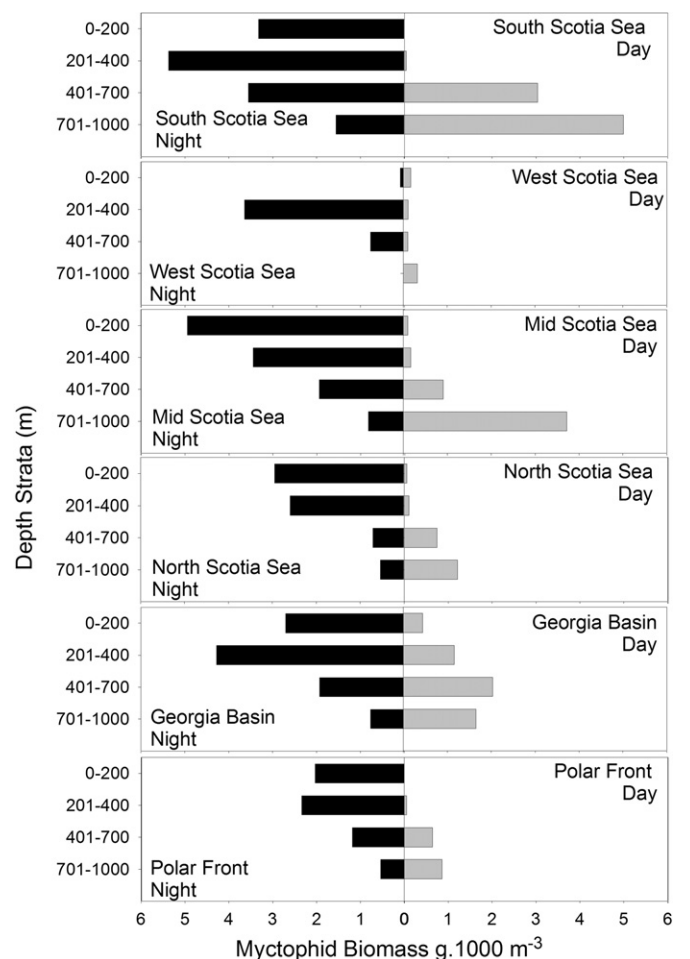 0-200
South Scotia Sea
Day
201-400
401-700
South Scotia Sea
Night
701-1000
0-200
West Scotia Sea
Day
201-400
401-700
West Scotia Sea
Night
701-1000
0-200
Mid Scotia Sea
Day
201-400
401-700
Mid Scotia Sea
Night
701-1000
Depth Strata (m)
0-200
North Scotia Sea
Day
201-400
401-700
North Scotia Sea
Night
701-1000
0-200
Georgia Basin
Day
201-400
401-700
Georgia Basin
Night
701-1000
0-200
Polar Front
Day
201-400
401-700
Polar Front
Night
701-1000
6 5 4 3 2 1 0 1 2 3 4 5 6
Myctophid Biomass g.1000 m⁻³